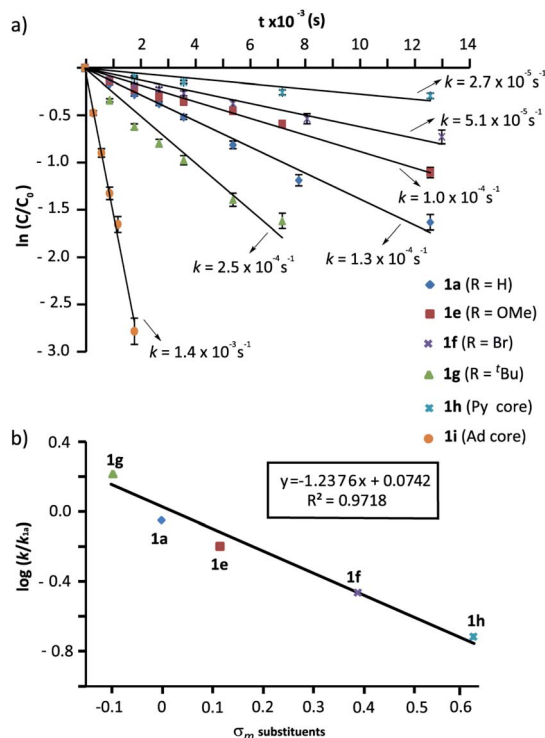 a)
t x10⁻³ (s)
0 2 4 6 8 10 12 14
- 0.5
- 1.0
- 1.5
- 2.0
- 2.5
- 3.0
ln (C/C₀)
k = 2.7 x 10⁻⁵ s⁻¹
k = 5.1 x 10⁻⁵ s⁻¹
k = 1.0 x 10⁻⁴ s⁻¹
k = 1.3 x 10⁻⁴ s⁻¹
k = 2.5 x 10⁻⁴ s⁻¹
k = 1.4 x 10⁻³ s⁻¹
1a (R = H)
1e (R = OMe)
1f (R = Br)
1g (R = ᵗBu)
1h (Py core)
1i (Ad core)
b)
0.4
0.0
- 0.4
- 0.8
log (k/k₁ₐ)
y=-1.2376x + 0.0742
R² = 0.9718
1g
1a
1e
1f
1h
-0.1 0 0.1 0.2 0.3 0.4 0.5 0.6
σₘ substituents